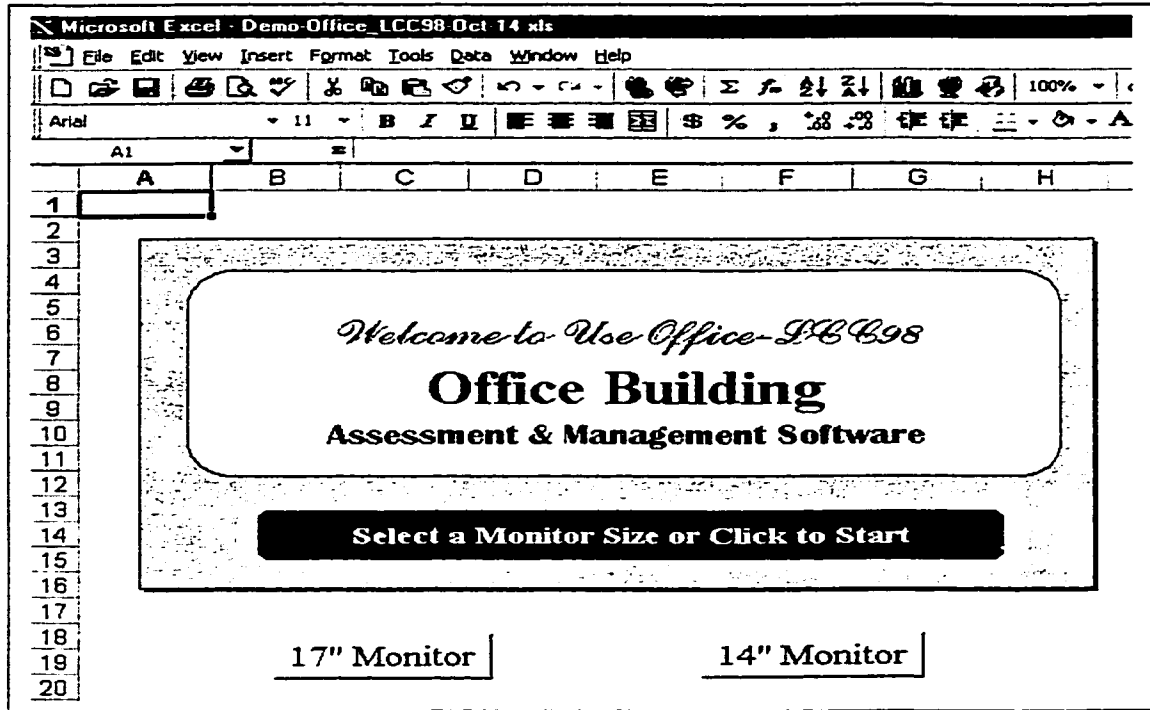 Microsoft Excel - Demo-Office_LCC98-Oct-14 xls
File Edit View Insert Format Tools Data Window Help
100%
Arial 11 B I U $ % ,
A1 =
A B C D E F G H
1
2
3
4
5
6
7
8
9
10
11
12
13
14
15
16
17
18
19
20
Welcome to Use Office-LCC98
Office Building
Assessment & Management Software
Select a Monitor Size or Click to Start
17" Monitor 14" Monitor